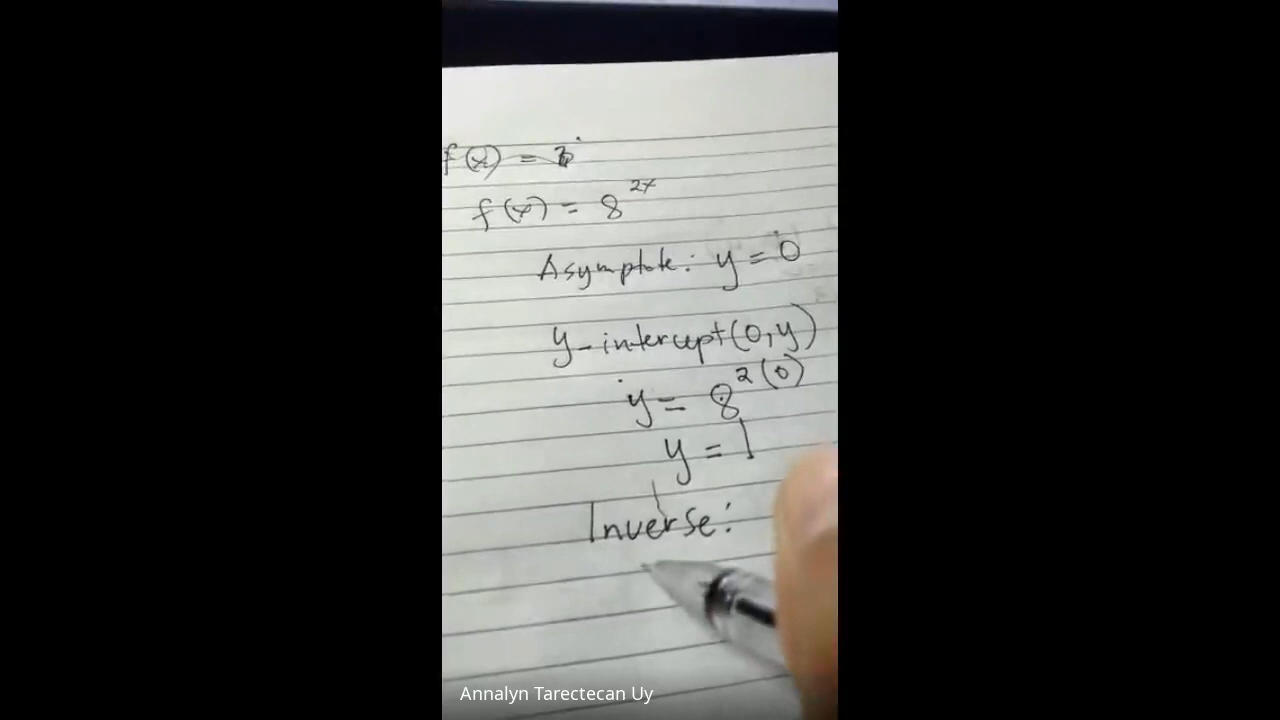 f(x) =
f(x) = 8^2x
Asymptote: y = 0
y-intercept (0, y)
y = 8^2(0)
y = 1
Inverse:
Annalyn Tarectecan Uy